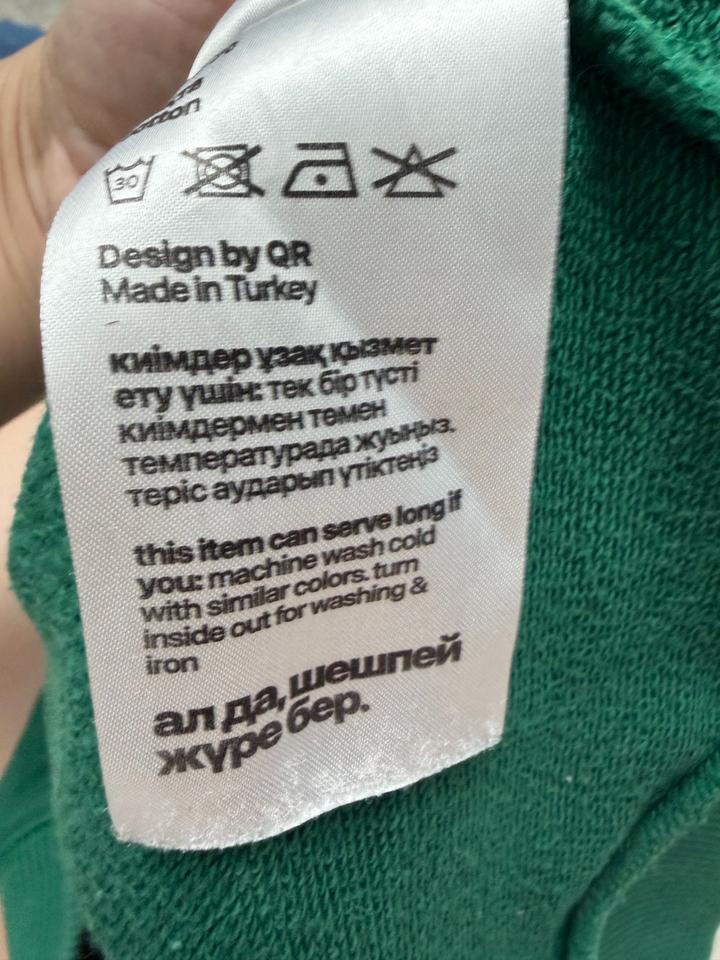 cotton
30
Design by QR
Made in Turkey
киімдер ұзақ қызмет
ету үшін: тек бір түсті
киімдермен төмен
температурада жуыңыз.
теріс аударып үтіктеңіз
this item can serve long if
you: machine wash cold
with similar colors. turn
inside out for washing &
iron
ал да, шешпей
жүре бер.